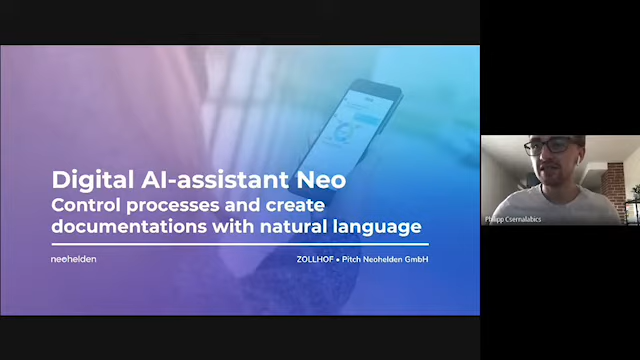 Digital AI-assistant Neo
Control processes and create
documentations with natural language
neohelden
ZOLLHOF • Pitch Neohelden GmbH
Philipp Csernalabics